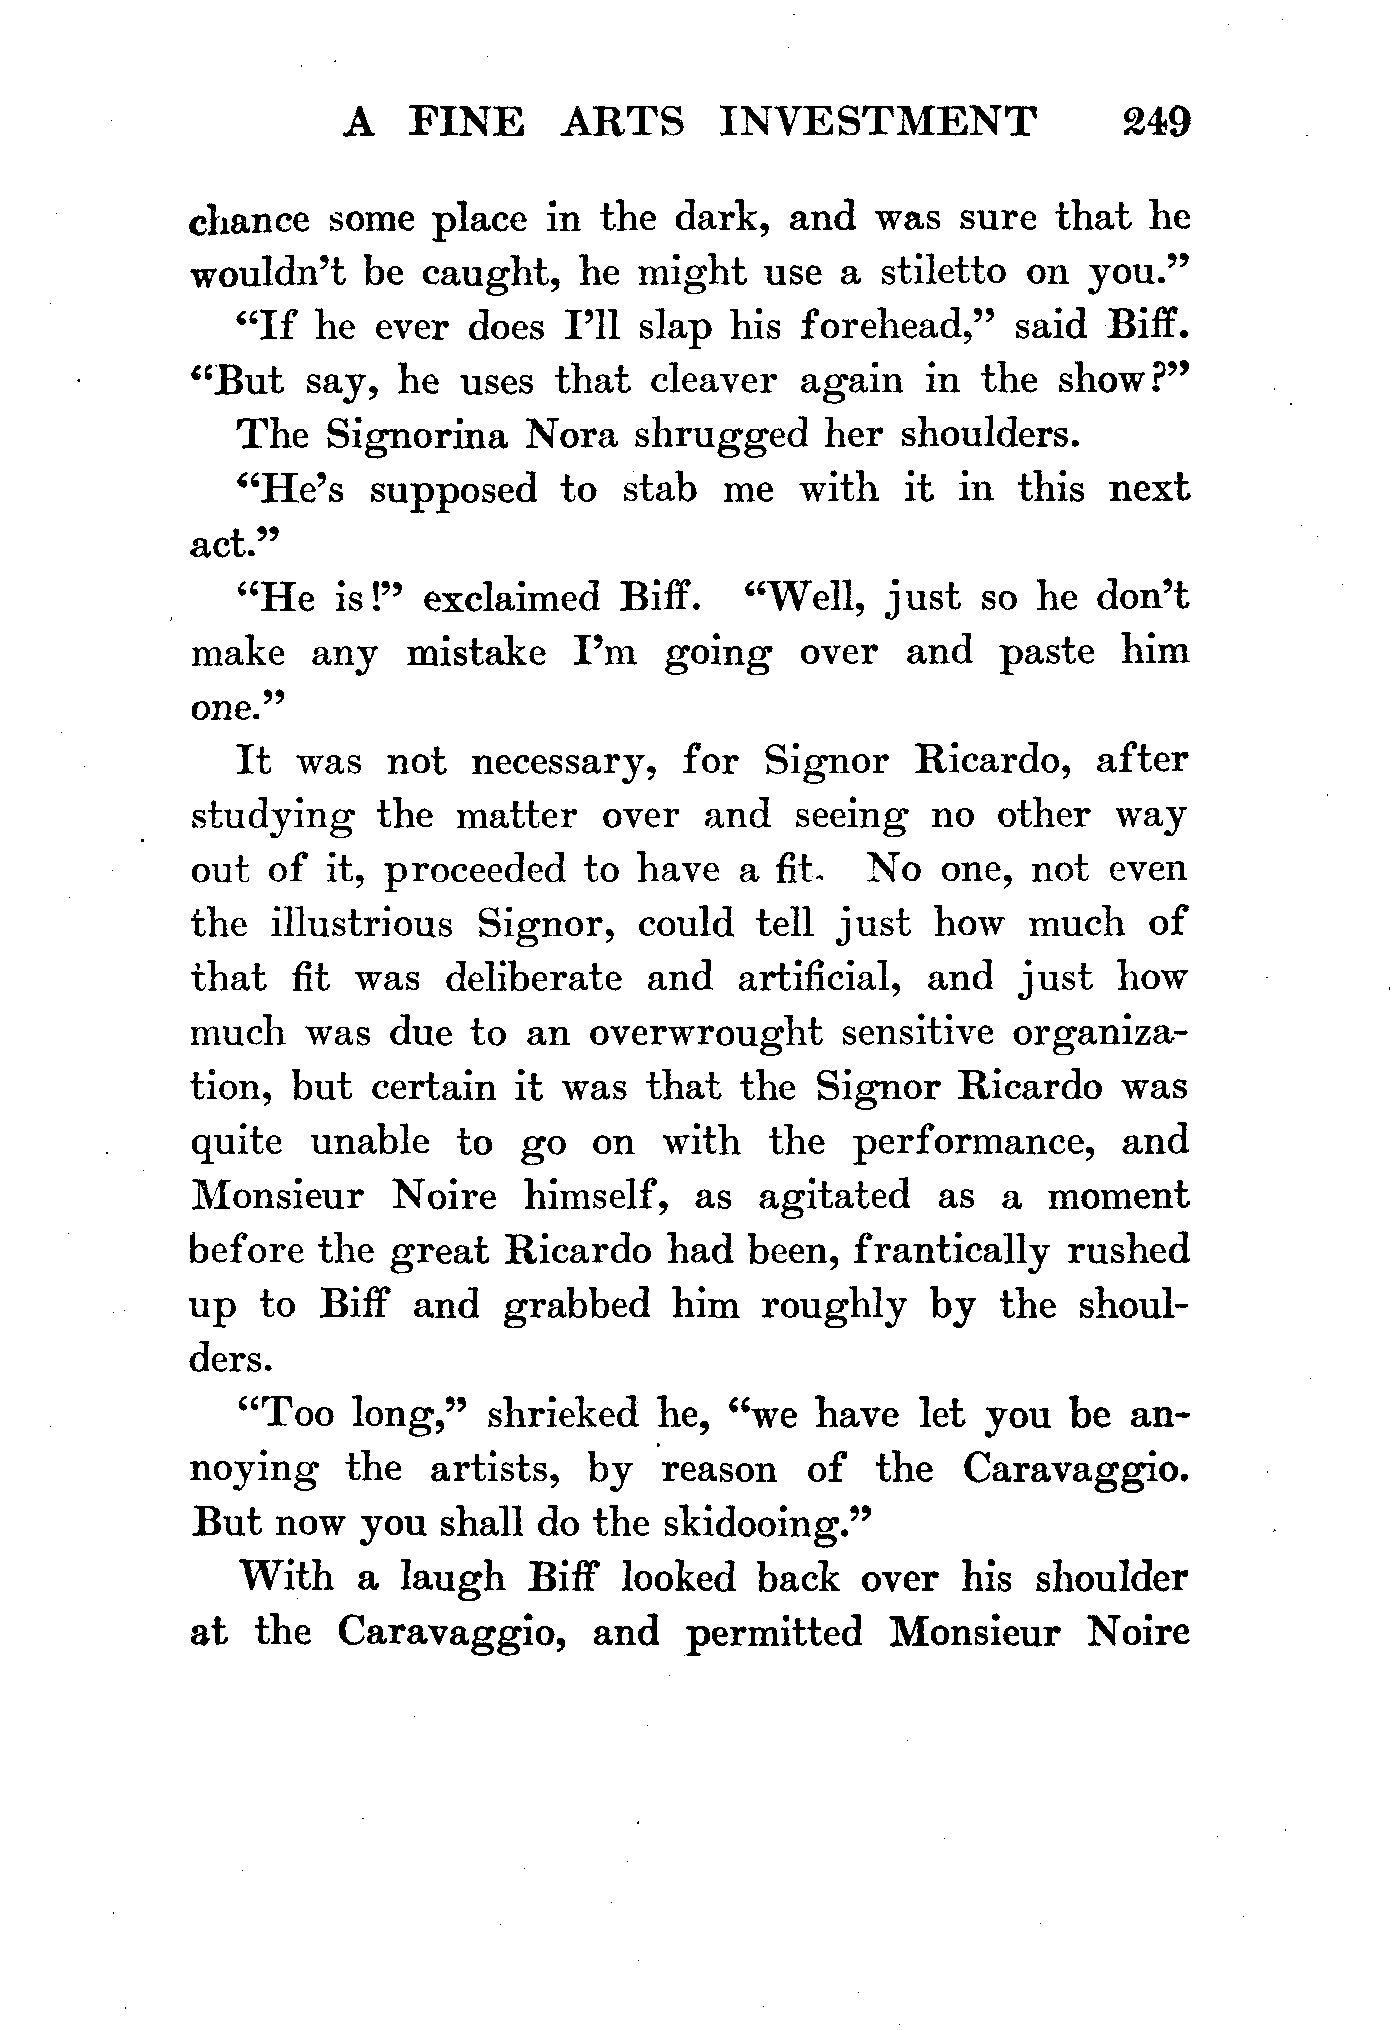 A FINE ARTS INVESTMENT 249
chance some place in the dark, and was sure that he
wouldn't be caught, he might use a stiletto on you."
"If he ever does I'll slap his forehead," said Biff.
"But say, he uses that cleaver again in the show?"
The Signorina Nora shrugged her shoulders.
"He's supposed to stab me with it in this next
act."
"He is!" exclaimed Biff. "Well, just so he don't
make any mistake I'm going over and paste him
one."
It was not necessary, for Signor Ricardo, after
studying the matter over and seeing no other way
out of it, proceeded to have a fit. No one, not even
the illustrious Signor, could tell just how much of
that fit was deliberate and artificial, and just how
much was due to an overwrought sensitive organiza-
tion, but certain it was that the Signor Ricardo was
quite unable to go on with the performance, and
Monsieur Noire himself, as agitated as a moment
before the great Ricardo had been, frantically rushed
up to Biff and grabbed him roughly by the shoul-
ders.
"Too long," shrieked he, "we have let you be an-
noying the artists, by reason of the Caravaggio.
But now you shall do the skidooing."
With a laugh Biff looked back over his shoulder
at the Caravaggio, and permitted Monsieur Noire